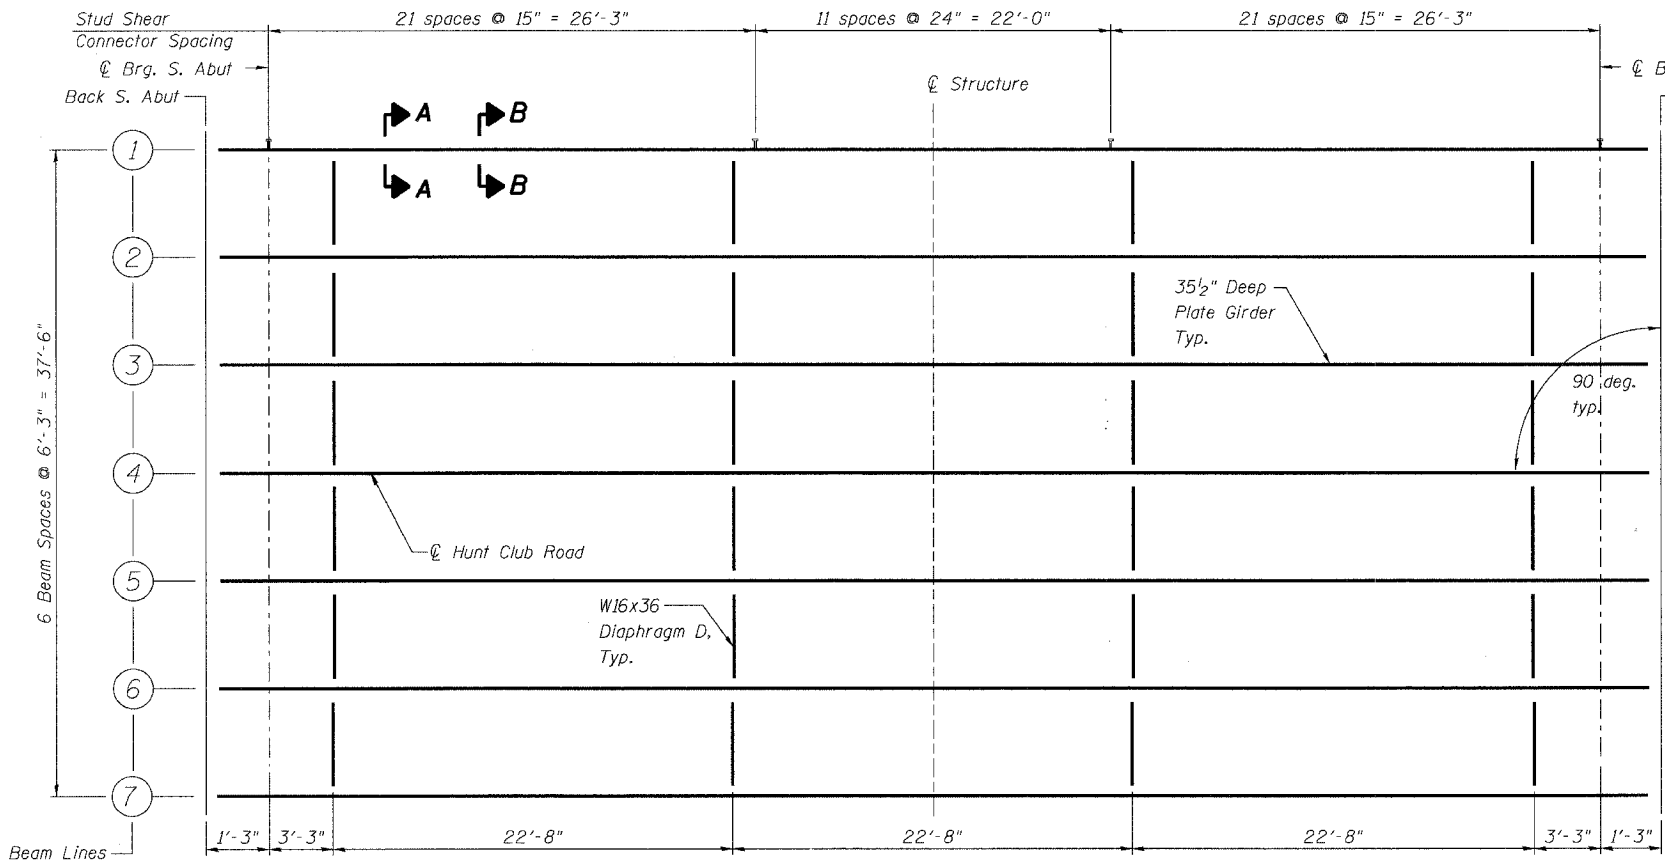 Stud Shear
Connector Spacing
21 spaces @ 15" = 26'-3"
11 spaces @ 24" = 22'-0"
21 spaces @ 15" = 26'-3"
℄ Brg. S. Abut
℄ B
Back S. Abut
℄ Structure
A
B
A
B
1
2
3
4
5
6
7
6 Beam Spaces @ 6'-3" = 37'-6"
35½" Deep
Plate Girder
Typ.
90 deg.
typ.
℄ Hunt Club Road
W16x36
Diaphragm D,
Typ.
1'-3"
3'-3"
22'-8"
22'-8"
22'-8"
3'-3"
1'-3"
Beam Lines